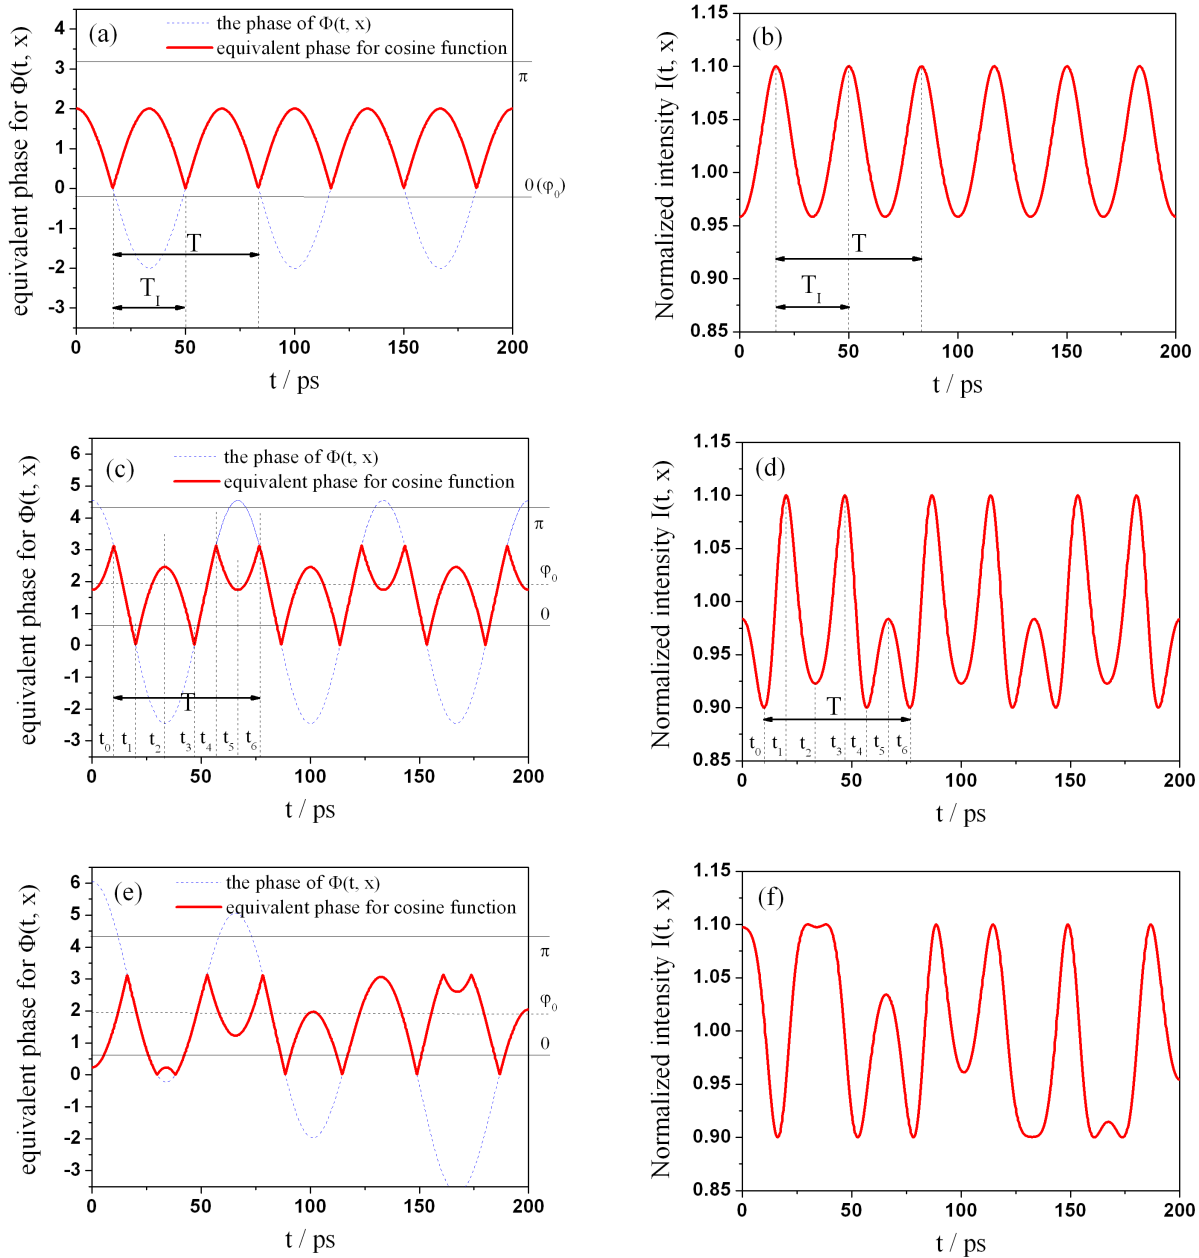 (a)
the phase of Φ(t, x)
equivalent phase for cosine function
equivalent phase for Φ(t, x)
4
3
2
1
0
-1
-2
-3
π
0 (φ₀)
T
T_I
0 50 100 150 200
t / ps
(b)
Normalized intensity I(t, x)
1.15
1.10
1.05
1.00
0.95
0.90
0.85
T
T_I
0 50 100 150 200
t / ps
(c)
the phase of Φ(t, x)
equivalent phase for cosine function
equivalent phase for Φ(t, x)
6
5
4
3
2
1
0
-1
-2
-3
π
φ₀
0
T
t₀ t₁ t₂ t₃ t₄ t₅ t₆
0 50 100 150 200
t / ps
(d)
Normalized intensity I(t, x)
1.15
1.10
1.05
1.00
0.95
0.90
0.85
T
t₀ t₁ t₂ t₃ t₄ t₅ t₆
0 50 100 150 200
t / ps
(e)
the phase of Φ(t, x)
equivalent phase for cosine function
equivalent phase for Φ(t, x)
6
5
4
3
2
1
0
-1
-2
-3
π
φ₀
0
0 50 100 150 200
t / ps
(f)
Normalized intensity I(t, x)
1.15
1.10
1.05
1.00
0.95
0.90
0.85
0 50 100 150 200
t / ps